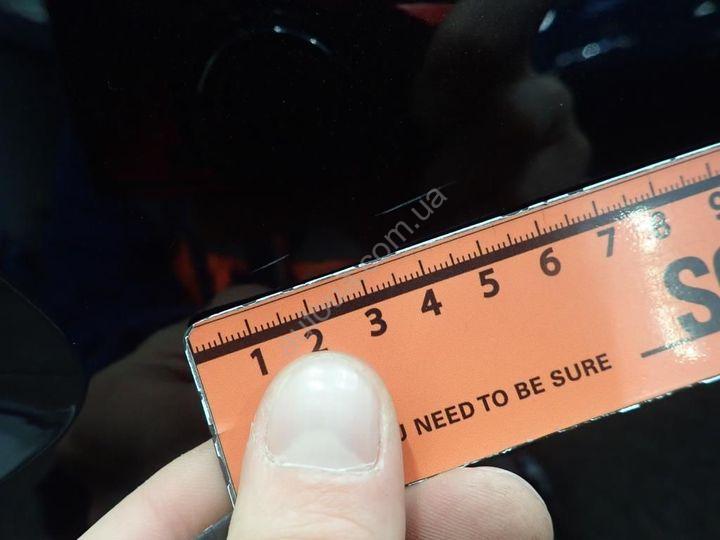 com.ua
1 2 3 4 5 6 7 8 9
NEED TO BE SURE